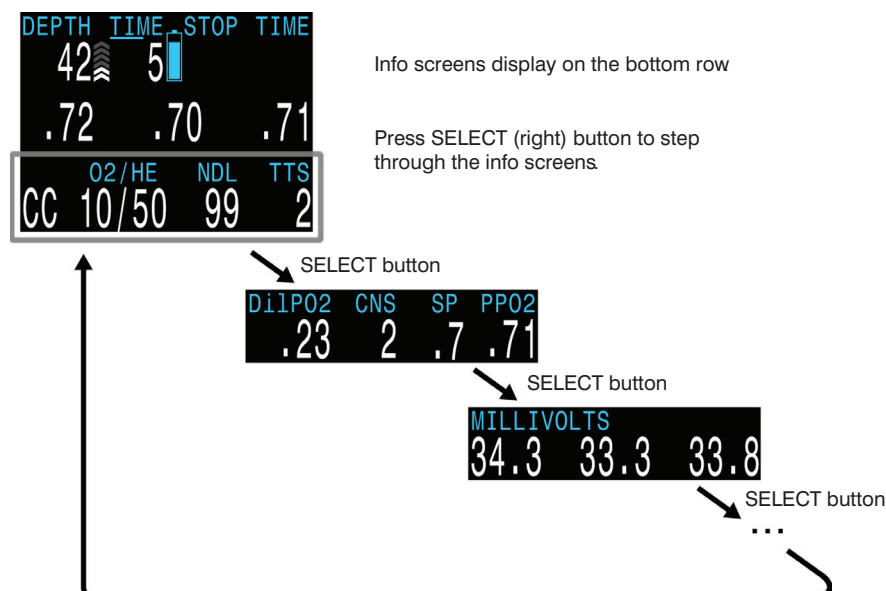 DEPTH TIME STOP TIME
42 5
.72 .70 .71
O2/HE NDL TTS
CC 10/50 99 2
Info screens display on the bottom row
Press SELECT (right) button to step
through the info screens.
SELECT button
DilPO2 CNS SP PPO2
.23 2 .7 .71
SELECT button
MILLIVOLTS
34.3 33.3 33.8
SELECT button
...